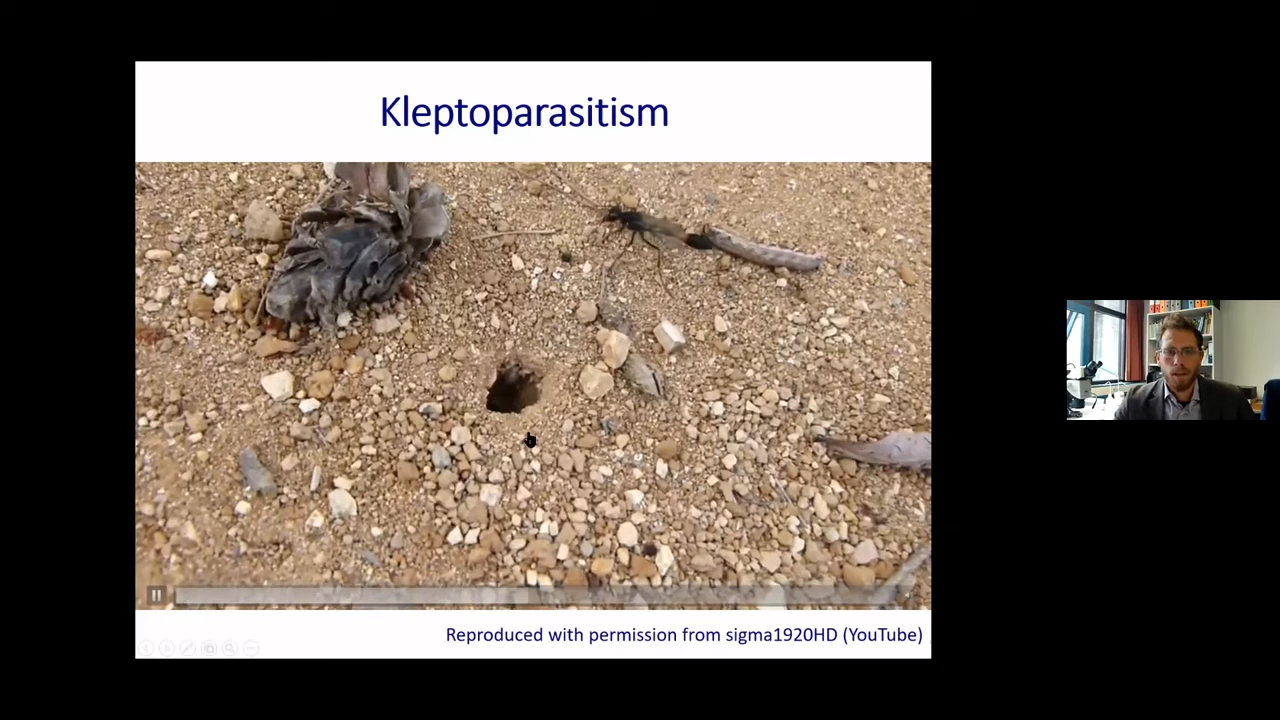 Kleptoparasitism
Reproduced with permission from sigma1920HD (YouTube)